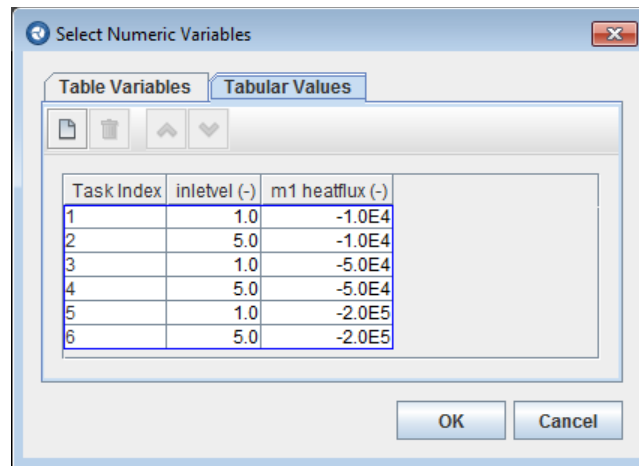 Select Numeric Variables
Table Variables Tabular Values
Task Index inletvel (-) m1 heatflux (-)
1 1.0 -1.0E4
2 5.0 -1.0E4
3 1.0 -5.0E4
4 5.0 -5.0E4
5 1.0 -2.0E5
6 5.0 -2.0E5
OK Cancel